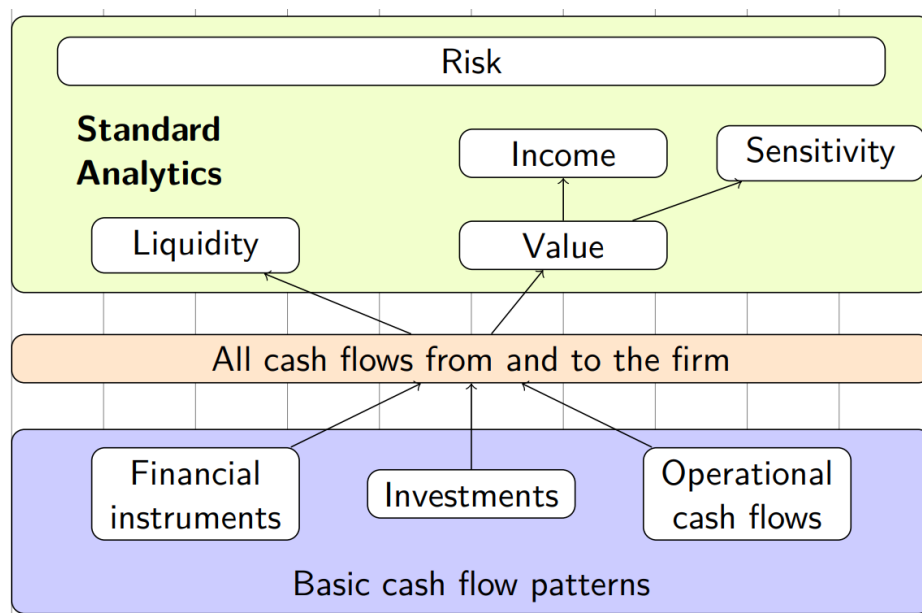 Risk
Standard
Analytics
Income
Sensitivity
Liquidity
Value
All cash flows from and to the firm
Financial
instruments
Investments
Operational
cash flows
Basic cash flow patterns